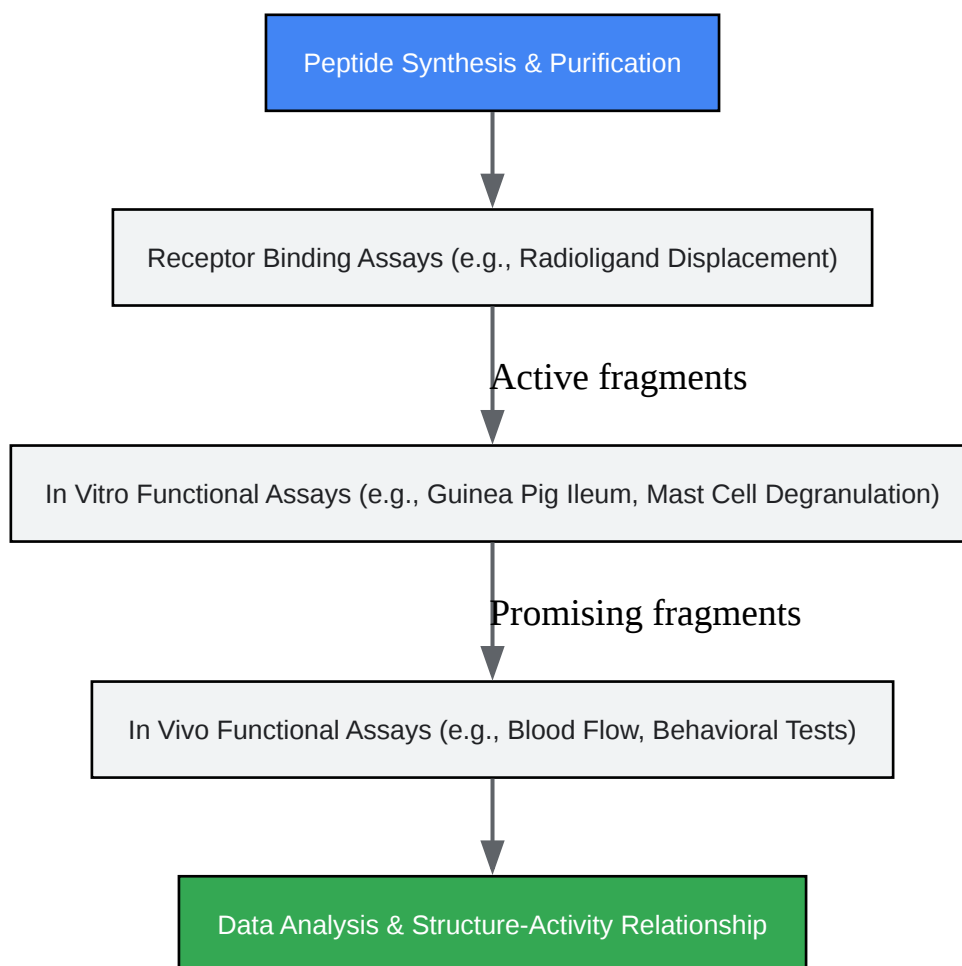 Peptide Synthesis & Purification
Receptor Binding Assays (e.g., Radioligand Displacement)
Active fragments
In Vitro Functional Assays (e.g., Guinea Pig Ileum, Mast Cell Degranulation)
Promising fragments
In Vivo Functional Assays (e.g., Blood Flow, Behavioral Tests)
Data Analysis & Structure-Activity Relationship